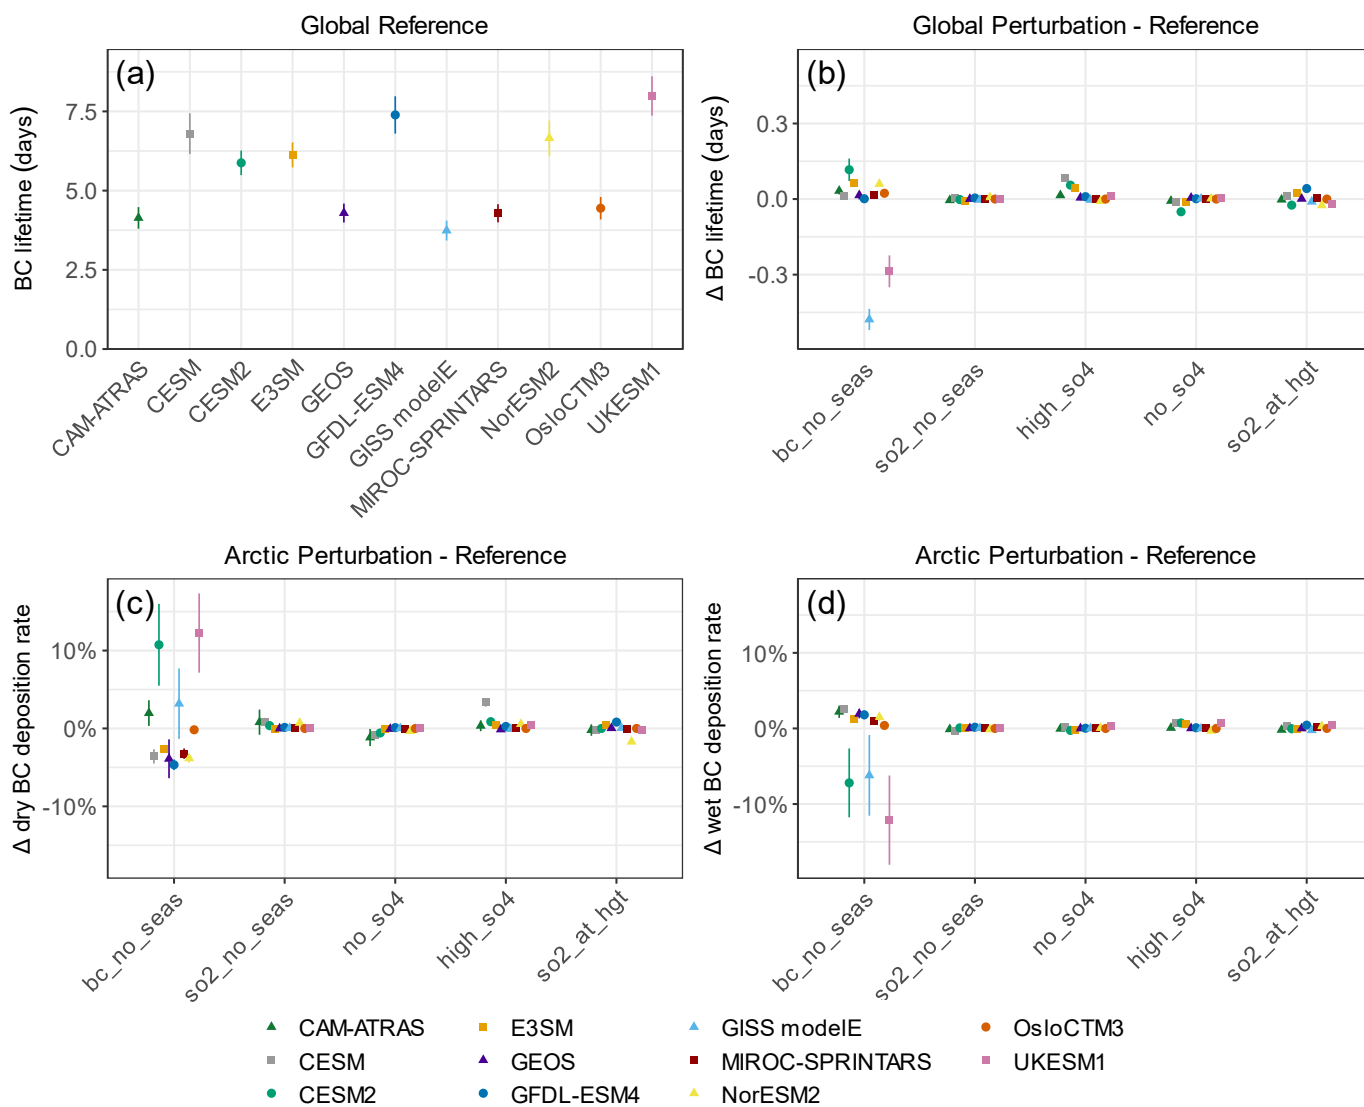 Global Reference
(a)
BC lifetime (days)
7.5
5.0
2.5
0.0
CAM-ATRAS
CESM
CESM2
E3SM
GEOS
GFDL-ESM4
GISS modelE
MIROC-SPRINTARS
NorESM2
OsloCTM3
UKESM1
Global Perturbation - Reference
(b)
Δ BC lifetime (days)
0.3
0.0
-0.3
bc_no_seas
so2_no_seas
high_so4
no_so4
so2_at_hgt
Arctic Perturbation - Reference
(c)
Δ dry BC deposition rate
10%
0%
-10%
bc_no_seas
so2_no_seas
no_so4
high_so4
so2_at_hgt
Arctic Perturbation - Reference
(d)
Δ wet BC deposition rate
10%
0%
-10%
bc_no_seas
so2_no_seas
no_so4
high_so4
so2_at_hgt
CAM-ATRAS
CESM
CESM2
E3SM
GEOS
GFDL-ESM4
GISS modelE
MIROC-SPRINTARS
NorESM2
OsloCTM3
UKESM1